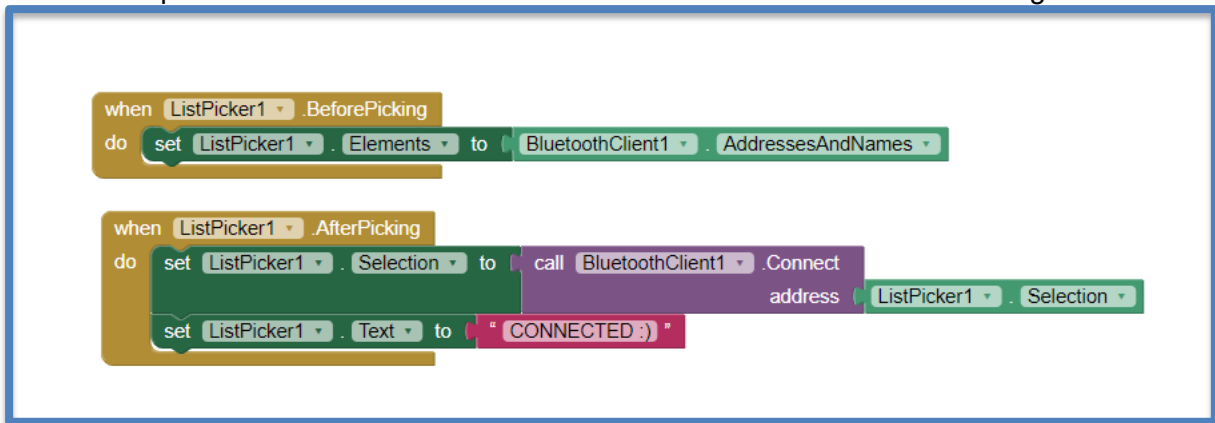 when ListPicker1 .BeforePicking
do set ListPicker1 . Elements to BluetoothClient1 . AddressesAndNames
when ListPicker1 .AfterPicking
do set ListPicker1 . Selection to call BluetoothClient1 .Connect
address ListPicker1 . Selection
set ListPicker1 . Text to " CONNECTED :) "